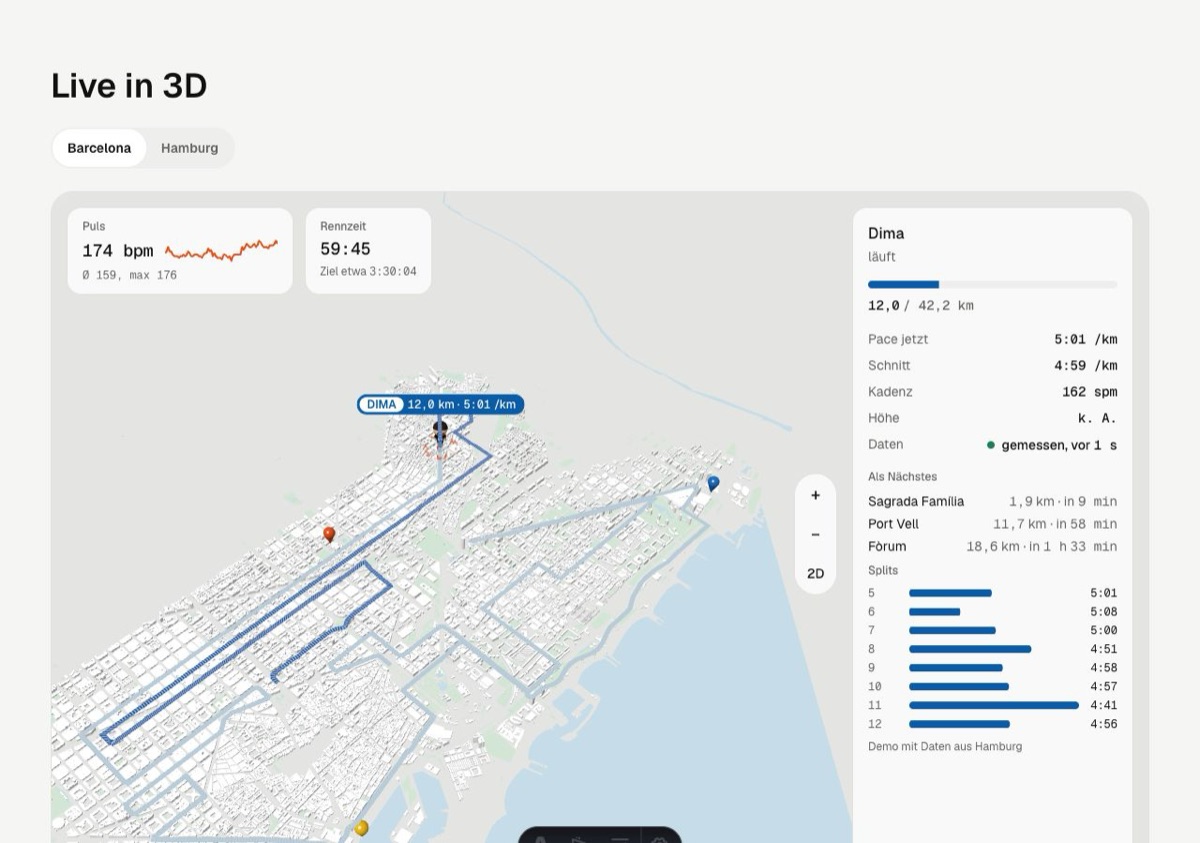 Live in 3D
Barcelona Hamburg
Puls
174 bpm
Ø 159, max 176
Rennzeit
59:45
Ziel etwa 3:30:04
DIMA 12,0 km · 5:01 /km
+
−
2D
Dima
läuft
12,0 / 42,2 km
Pace jetzt 5:01 /km
Schnitt 4:59 /km
Kadenz 162 spm
Höhe k. A.
Daten gemessen, vor 1 s
Als Nächstes
Sagrada Família 1,9 km · in 9 min
Port Vell 11,7 km · in 58 min
Fòrum 18,6 km · in 1 h 33 min
Splits
5 5:01
6 5:08
7 5:00
8 4:51
9 4:58
10 4:57
11 4:41
12 4:56
Demo mit Daten aus Hamburg